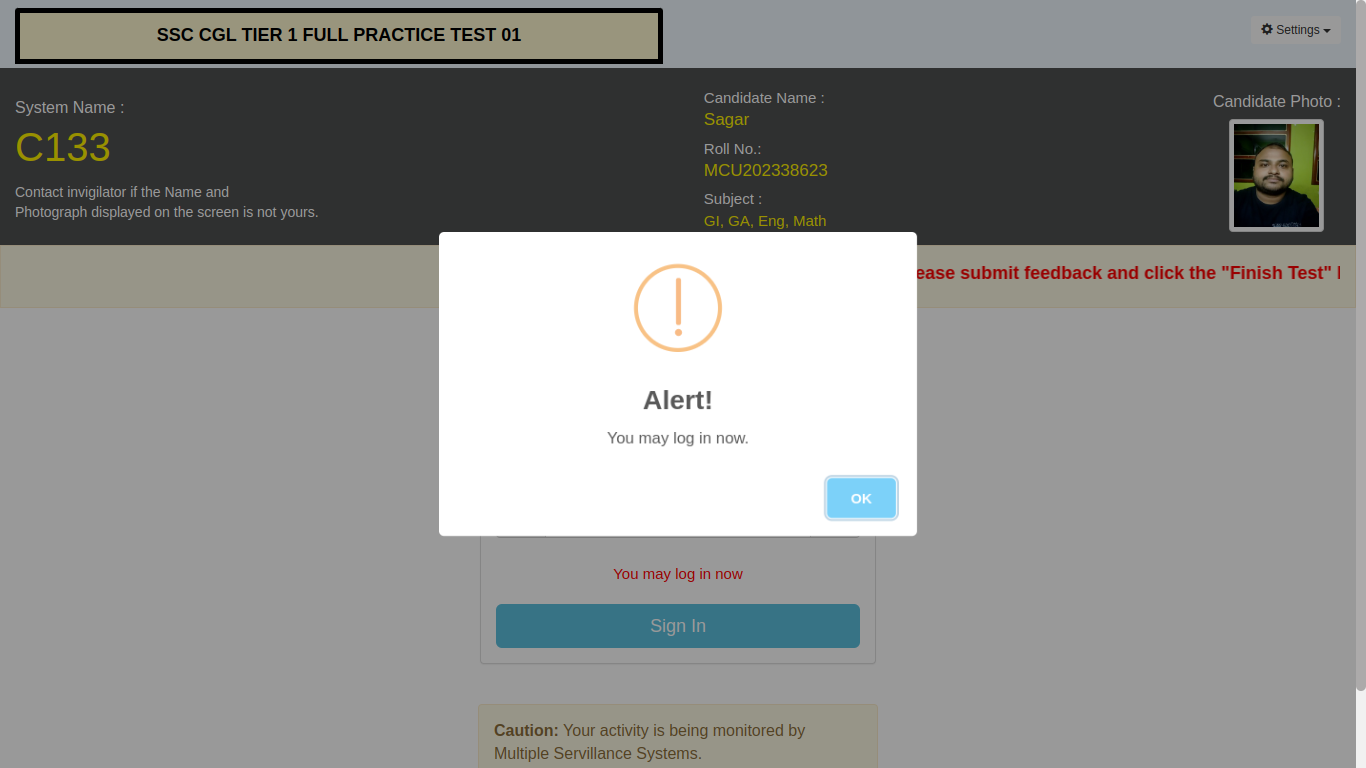 SSC CGL TIER 1 FULL PRACTICE TEST 01
Settings
System Name :
C133
Contact invigilator if the Name and
Photograph displayed on the screen is not yours.
Candidate Name :
Sagar
Roll No.:
MCU202338623
Subject :
GI, GA, Eng, Math
Candidate Photo :
submit feedback and click the "Finish Test"
Alert!
You may log in now.
OK
You may log in now
Sign In
Caution: Your activity is being monitored by
Multiple Servillance Systems.